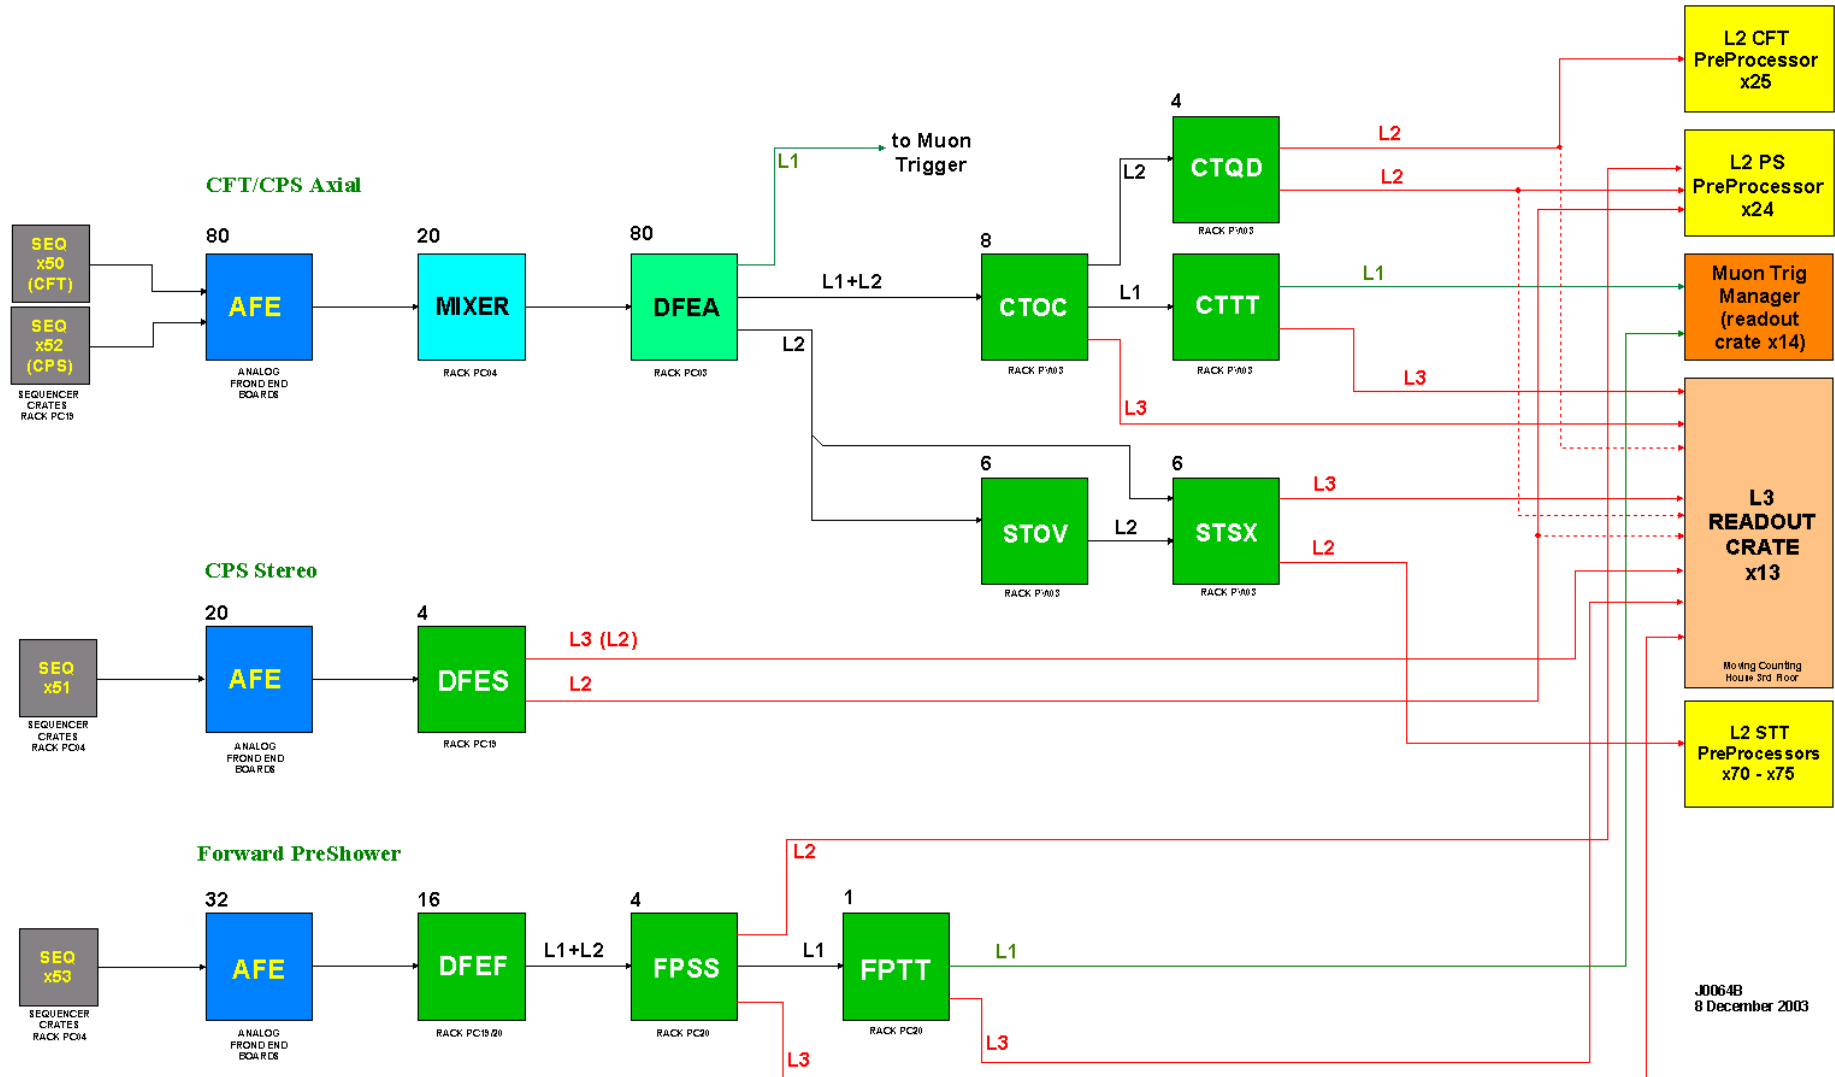 L2 CFT
PreProcessor
x25
4
to Muon
Trigger
L1
L2
L2
CTQD
L2
RACK PW03
L2 PS
PreProcessor
x24
CFT/CPS Axial
SEQ
x50
(CFT)
SEQ
x52
(CPS)
SEQUENCER
CRATES
RACK PC19
80
AFE
ANALOG
FROND END
BOARDS
20
MIXER
RACK PC04
80
DFEA
RACK PC03
L1+L2
L2
8
CTOC
RACK PW03
L1
CTTT
RACK PW03
L1
L3
L3
Muon Trig
Manager
(readout
crate x14)
6
STOV
RACK PW03
L2
6
STSX
RACK PW03
L3
L2
L3
READOUT
CRATE
x13
Moving Counting
House 3rd Floor
CPS Stereo
SEQ
x51
SEQUENCER
CRATES
RACK PC04
20
AFE
ANALOG
FROND END
BOARDS
4
DFES
RACK PC19
L3 (L2)
L2
L2 STT
PreProcessors
x70 - x75
Forward PreShower
SEQ
x53
SEQUENCER
CRATES
RACK PC04
32
AFE
ANALOG
FROND END
BOARDS
16
DFEF
RACK PC19/20
L1+L2
4
FPSS
RACK PC20
L2
L1
L3
1
FPTT
RACK PC20
L1
L3
J0064B
8 December 2003